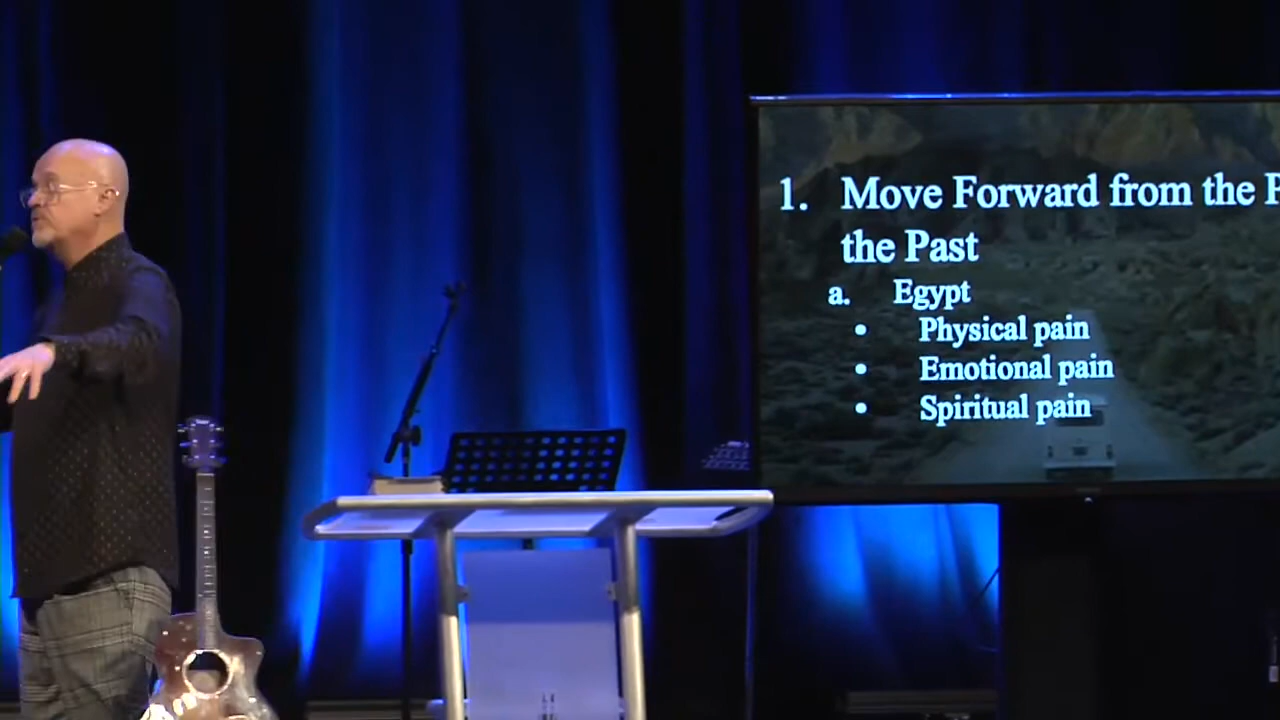 1. Move Forward from the
the Past
a. Egypt
• Physical pain
• Emotional pain
• Spiritual pain